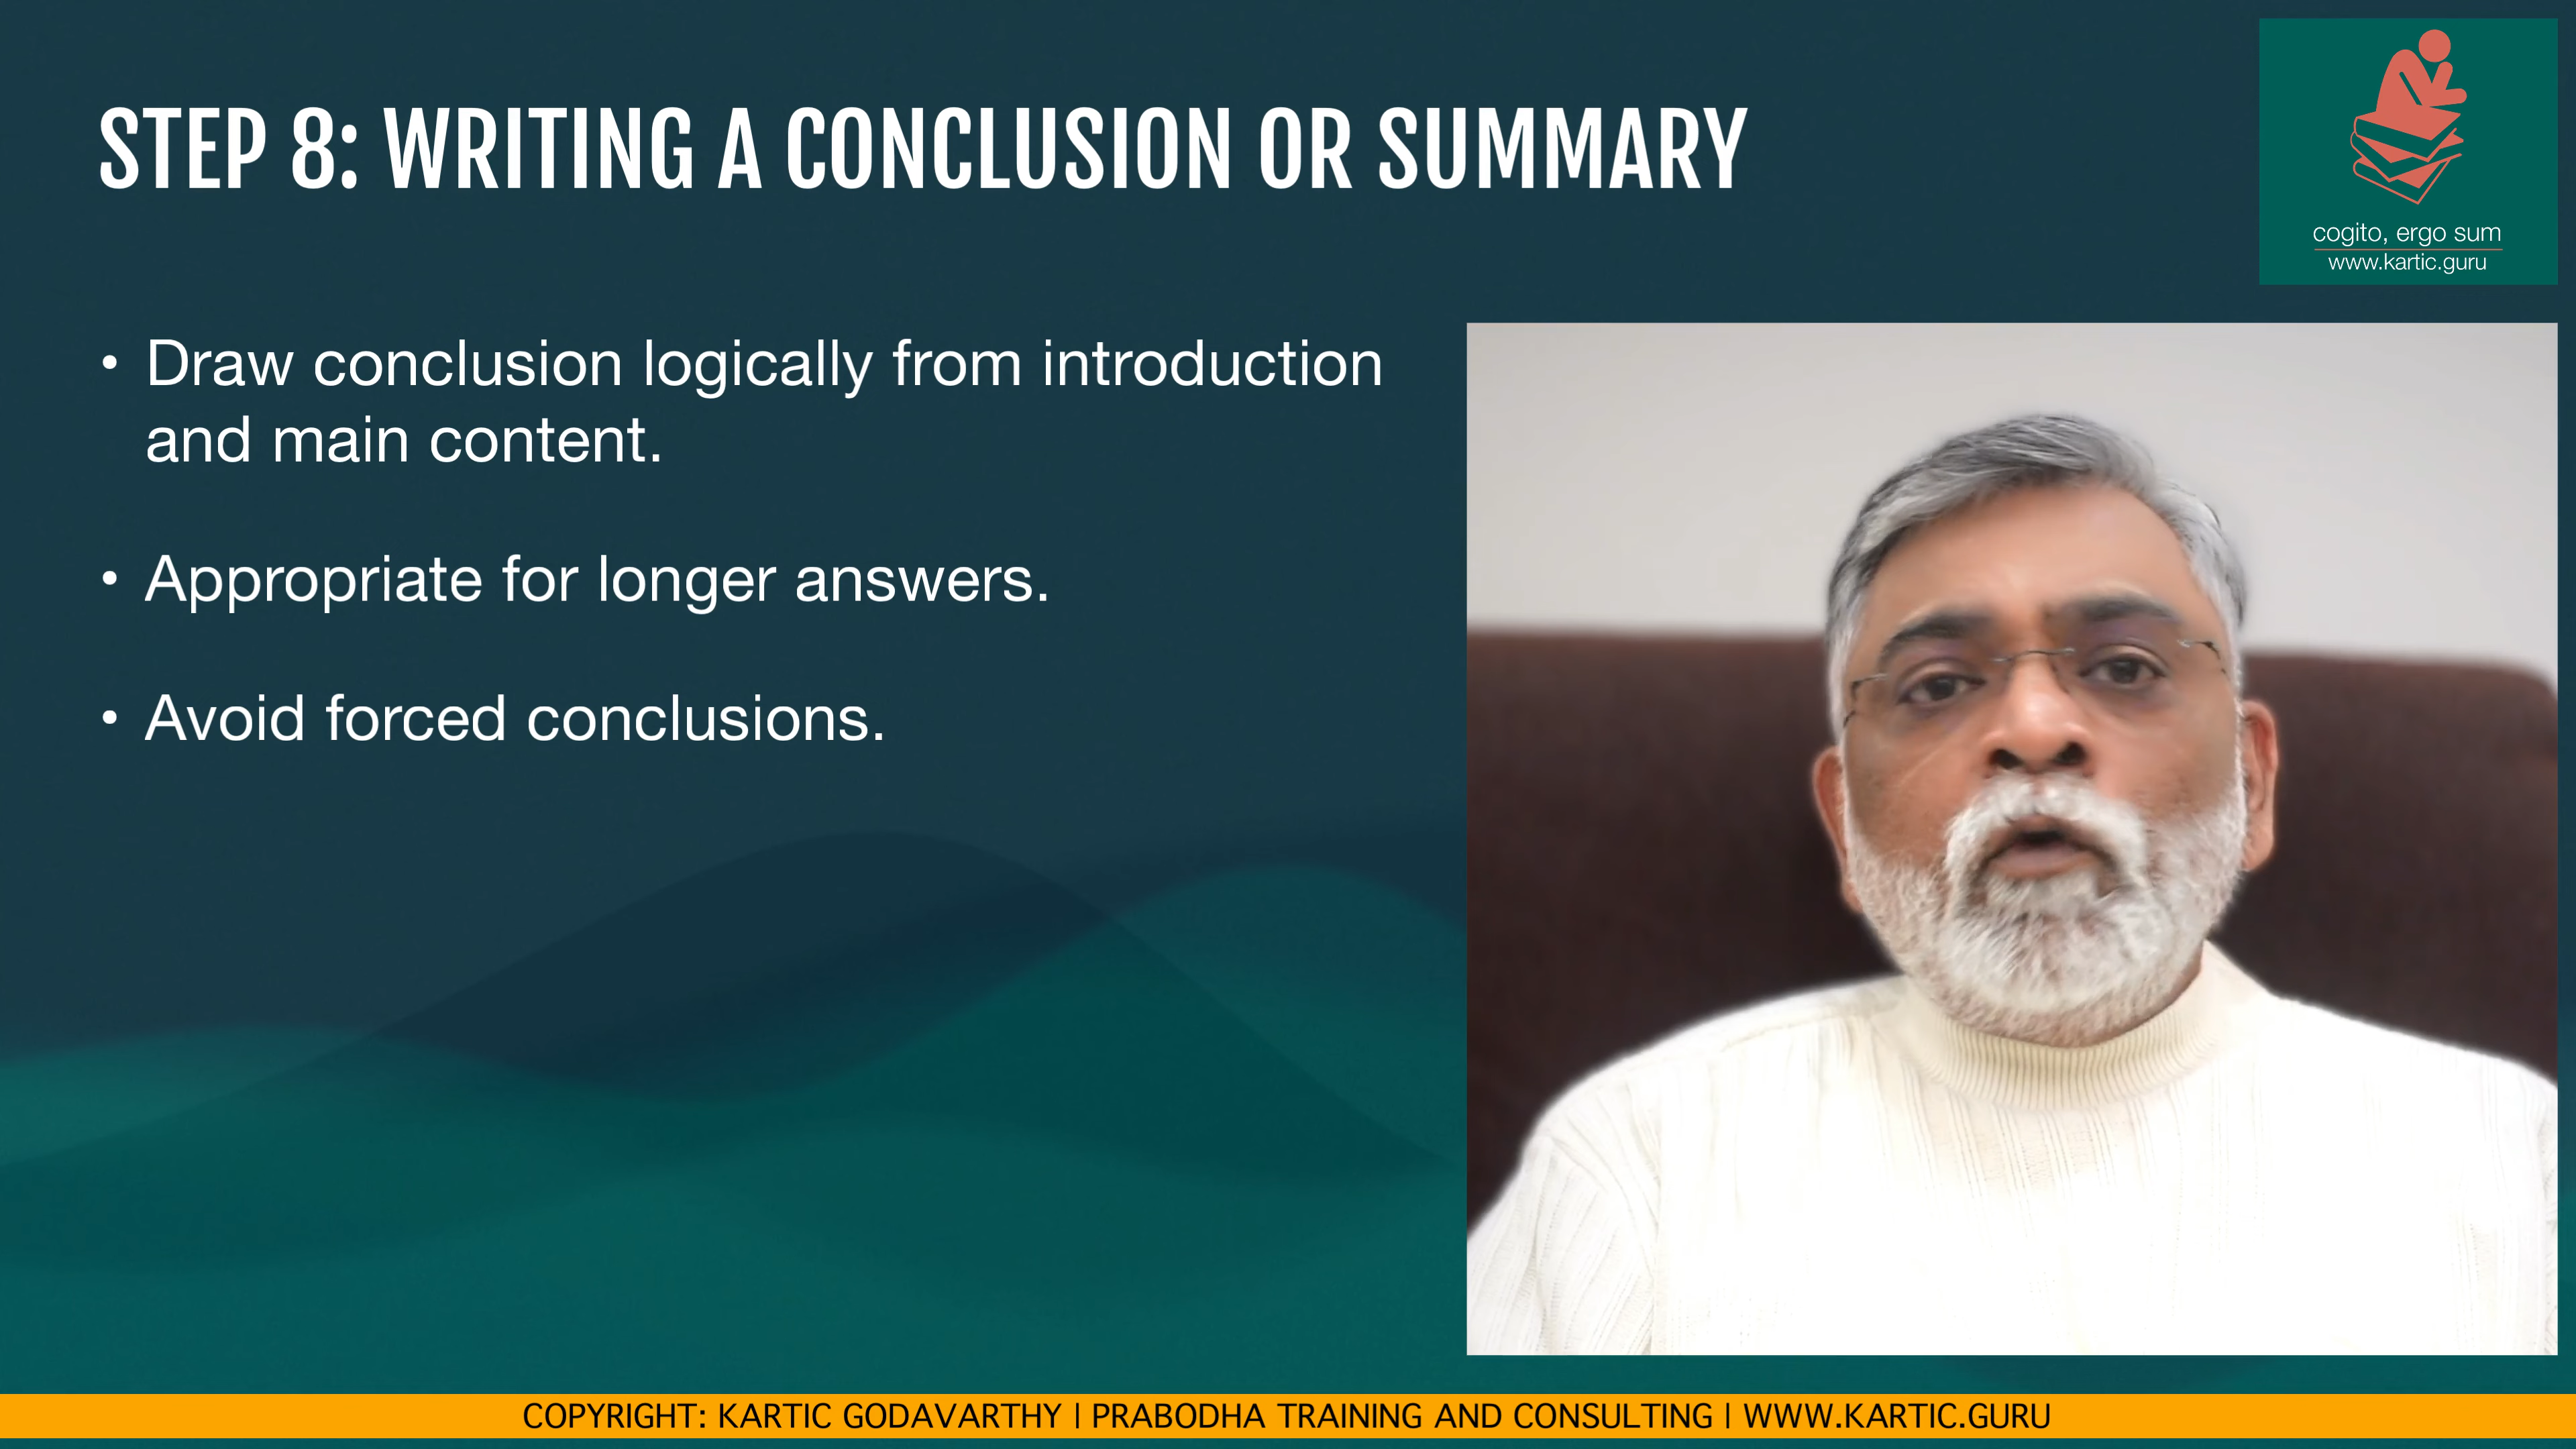 STEP 8: WRITING A CONCLUSION OR SUMMARY
cogito, ergo sum
www.kartic.guru
• Draw conclusion logically from introduction
and main content.
• Appropriate for longer answers.
• Avoid forced conclusions.
COPYRIGHT: KARTIC GODAVARTHY | PRABODHA TRAINING AND CONSULTING | WWW.KARTIC.GURU